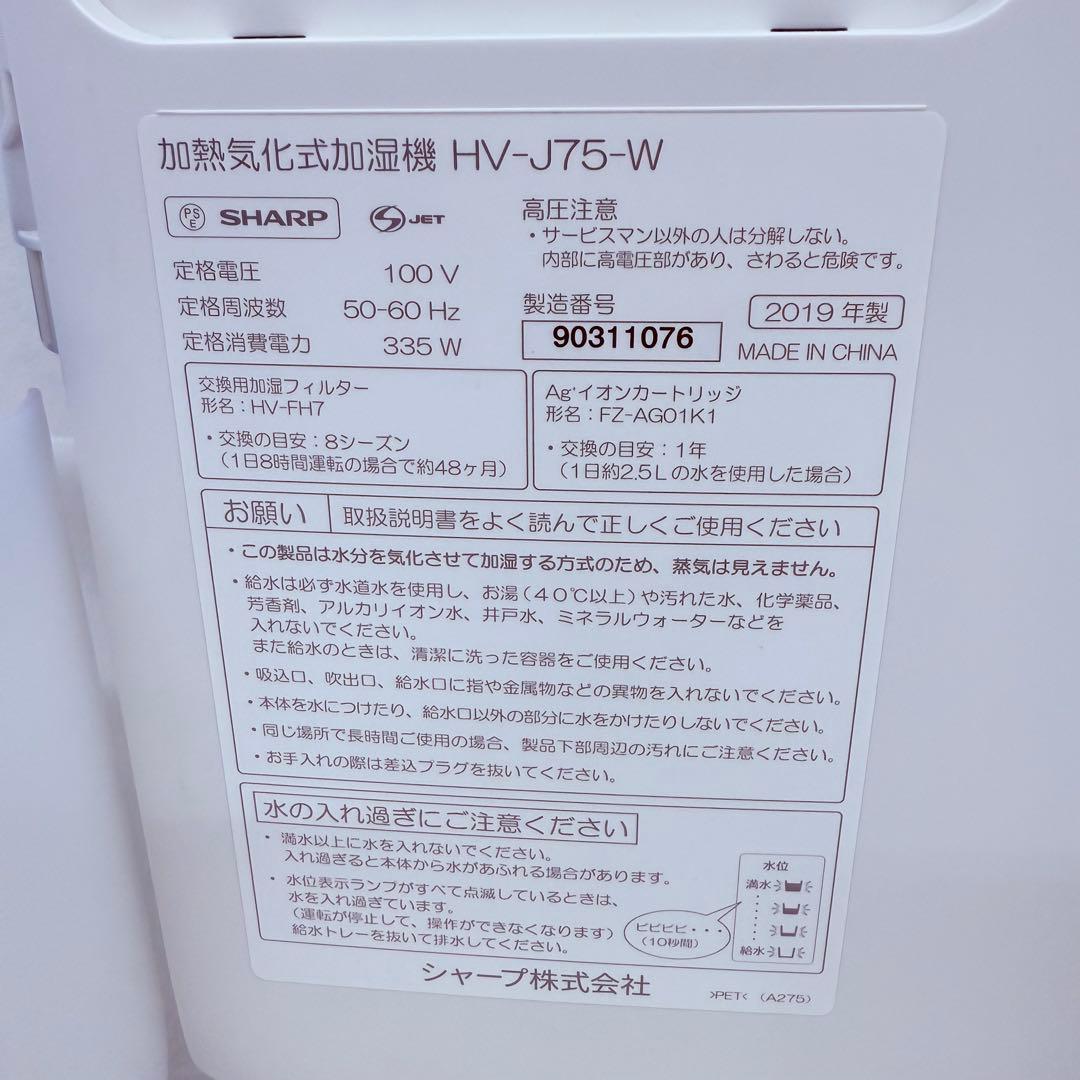 加熱気化式加湿機 HV-J75-W
PSE SHARP
S JET
定格電圧 100 V
定格周波数 50-60 Hz
定格消費電力 335 W
高圧注意
・サービスマン以外の人は分解しない。
内部に高電圧部があり、さわると危険です。
製造番号
90311076
2019 年製
MADE IN CHINA
交換用加湿フィルター
形名：HV-FH7
・交換の目安：8シーズン
（1日8時間運転の場合で約48ヶ月）
Ag⁺イオンカートリッジ
形名：FZ-AG01K1
・交換の目安：1年
（1日約2.5Lの水を使用した場合）
お願い 取扱説明書をよく読んで正しくご使用ください
・この製品は水分を気化させて加湿する方式のため、蒸気は見えません。
・給水は必ず水道水を使用し、お湯（40℃以上）や汚れた水、化学薬品、
芳香剤、アルカリイオン水、井戸水、ミネラルウォーターなどを
入れないでください。
また給水のときは、清潔に洗った容器をご使用ください。
・吸込口、吹出口、給水口に指や金属物などの異物を入れないでください。
・本体を水につけたり、給水口以外の部分に水をかけたりしないでください。
・同じ場所で長時間ご使用の場合、製品下部周辺の汚れにご注意ください。
・お手入れの際は差込プラグを抜いてください。
水の入れ過ぎにご注意ください
・満水以上に水を入れないでください。
入れ過ぎると本体から水があふれる場合があります。
・水位表示ランプがすべて点滅しているときは、
水を入れ過ぎています。
（運転が停止して、操作ができなくなります）
給水トレーを抜いて排水してください。
ピピピピ・・・
（10秒間）
水位
満水
給水
シャープ株式会社
>PET< （A275）